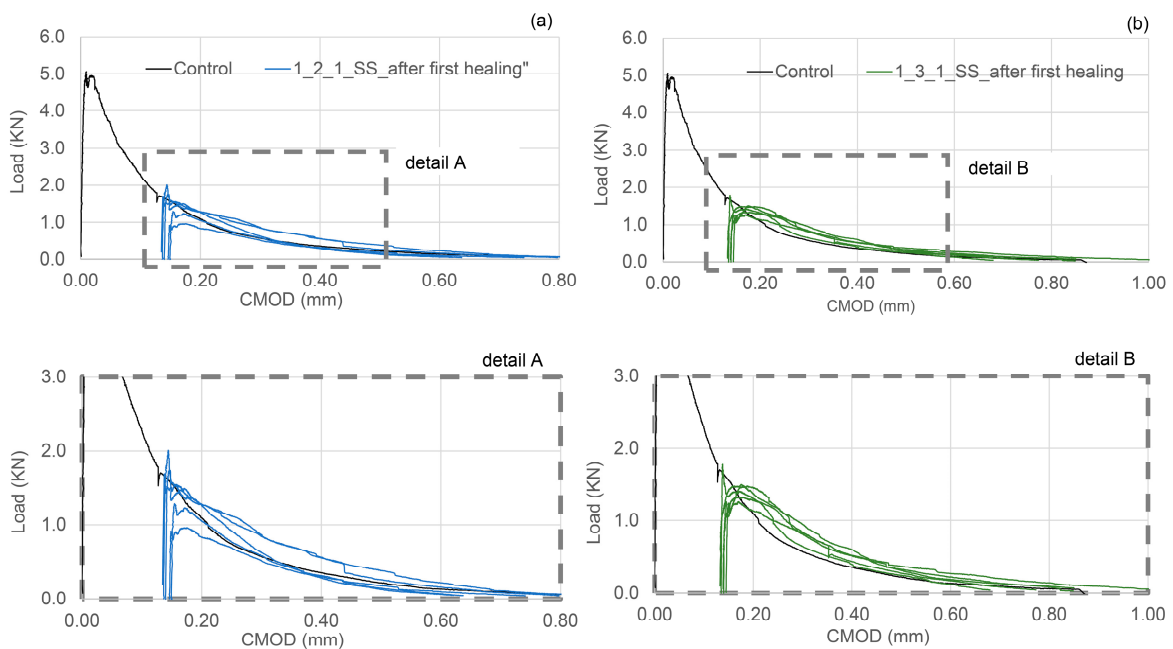 (a)
6.0
5.0
4.0
3.0
2.0
1.0
0.0
Load (KN)
Control
1_2_1_SS_after first healing"
detail A
0.00
0.20
0.40
0.60
0.80
CMOD (mm)
(b)
6.0
5.0
4.0
3.0
2.0
1.0
0.0
Load (KN)
Control
1_3_1_SS_after first healing
detail B
0.00
0.20
0.40
0.60
0.80
1.00
CMOD (mm)
detail A
3.0
2.0
1.0
0.0
Load (KN)
0.00
0.20
0.40
0.60
0.80
CMOD (mm)
detail B
3.0
2.0
1.0
0.0
Load (KN)
0.00
0.20
0.40
0.60
0.80
1.00
CMOD (mm)